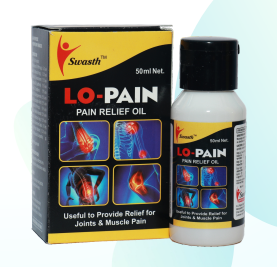 Swasth™
50ml Net.
LO-PAIN
PAIN RELIEF OIL
Useful to Provide Relief for
Joints & Muscle Pain
Swasth™
50ml Net.
LO-PAIN
PAIN RELIEF OIL
Useful to Provide Relief for
Joints & Muscle Pain